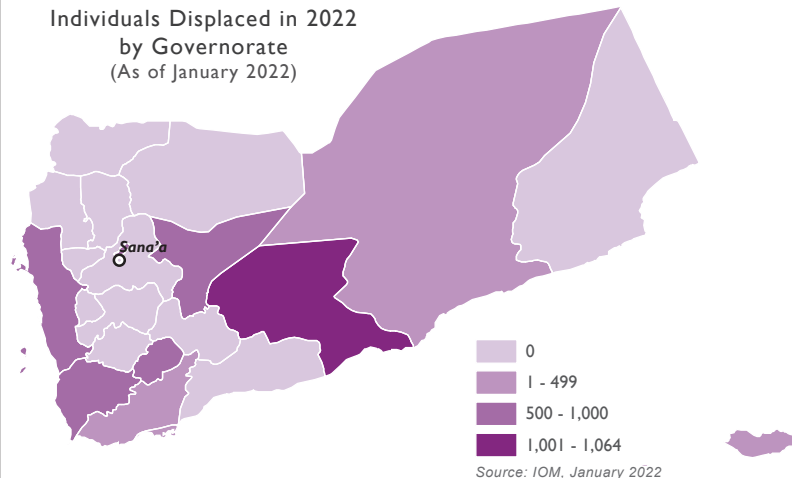 Individuals Displaced in 2022
by Governorate
(As of January 2022)
Sana'a
0
1 - 499
500 - 1,000
1,001 - 1,064
Source: IOM, January 2022